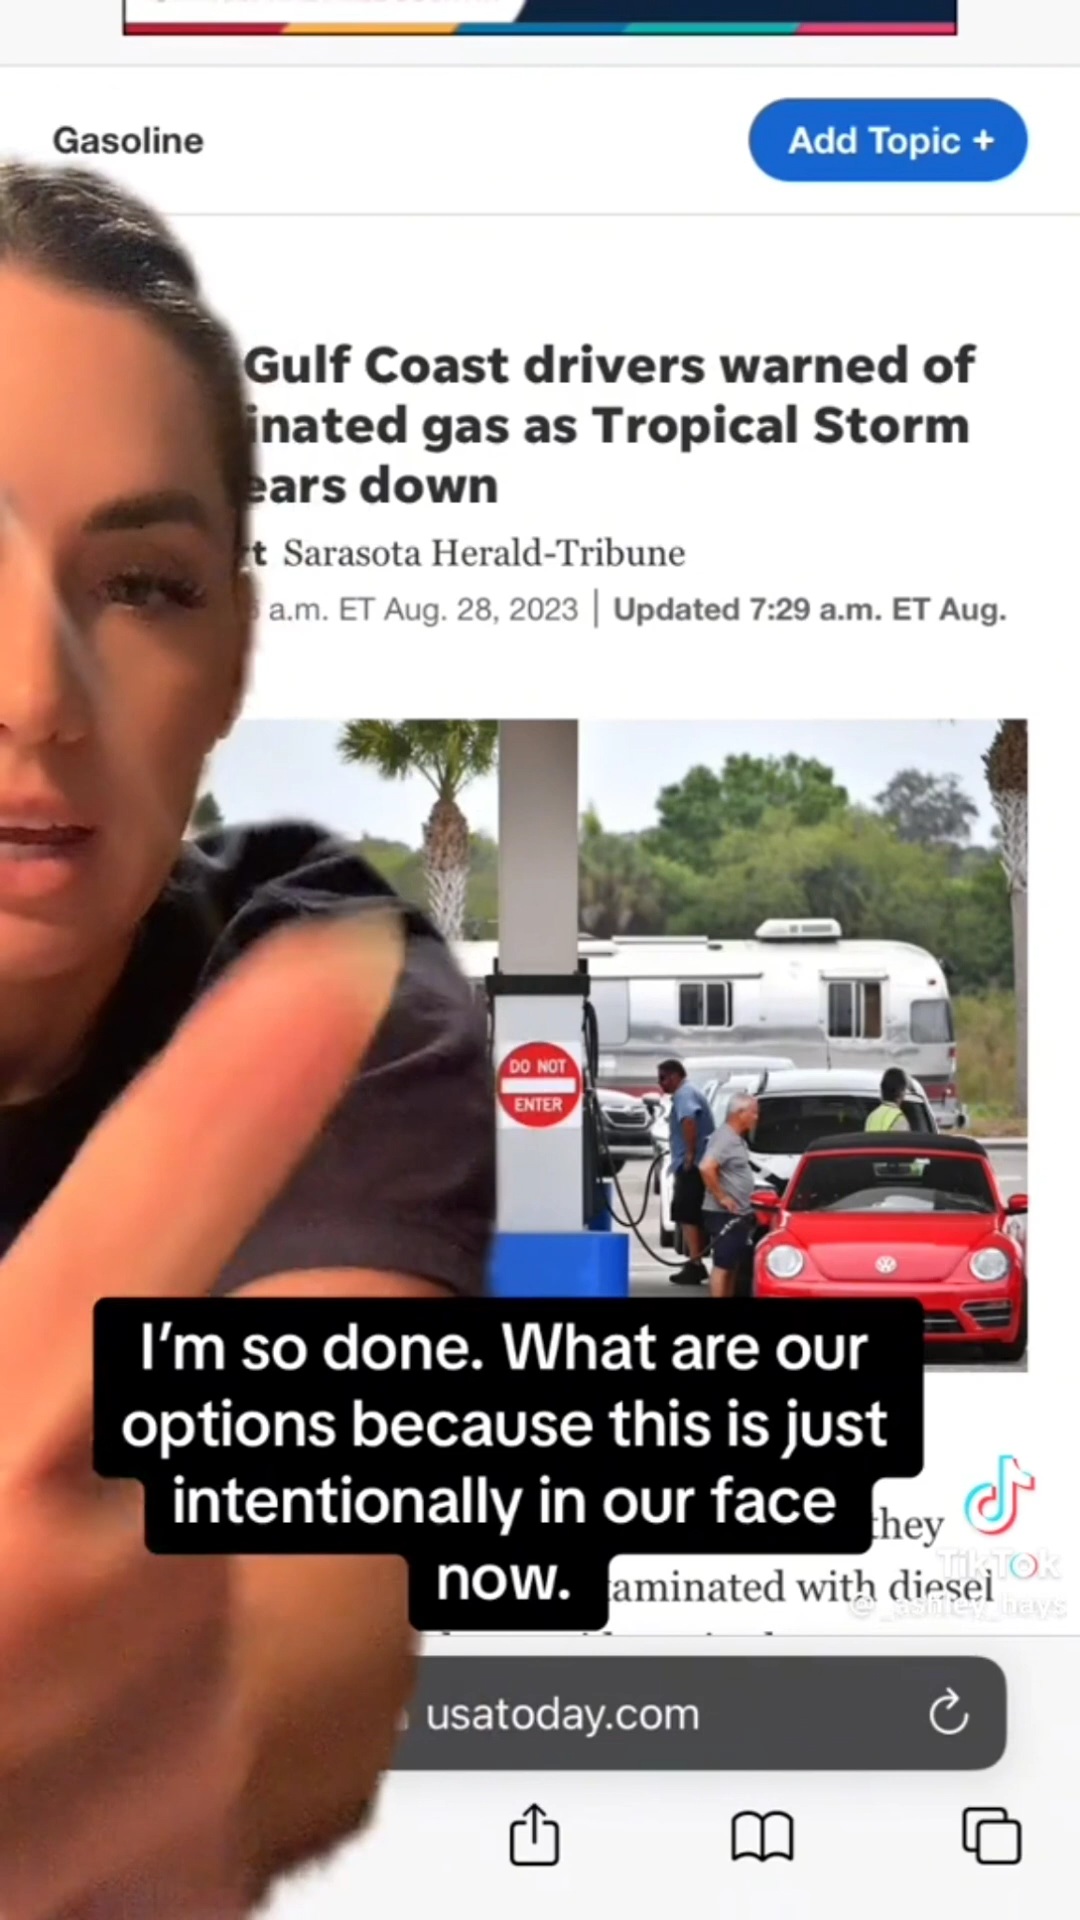 Gasoline
Add Topic +
Gulf Coast drivers warned of
inated gas as Tropical Storm
ears down
t Sarasota Herald-Tribune
a.m. ET Aug. 28, 2023 | Updated 7:29 a.m. ET Aug.
DO NOT
ENTER
I'm so done. What are our
options because this is just
intentionally in our face
now.
they
TikTok
taminated with diesel
@_ashley_hays
usatoday.com